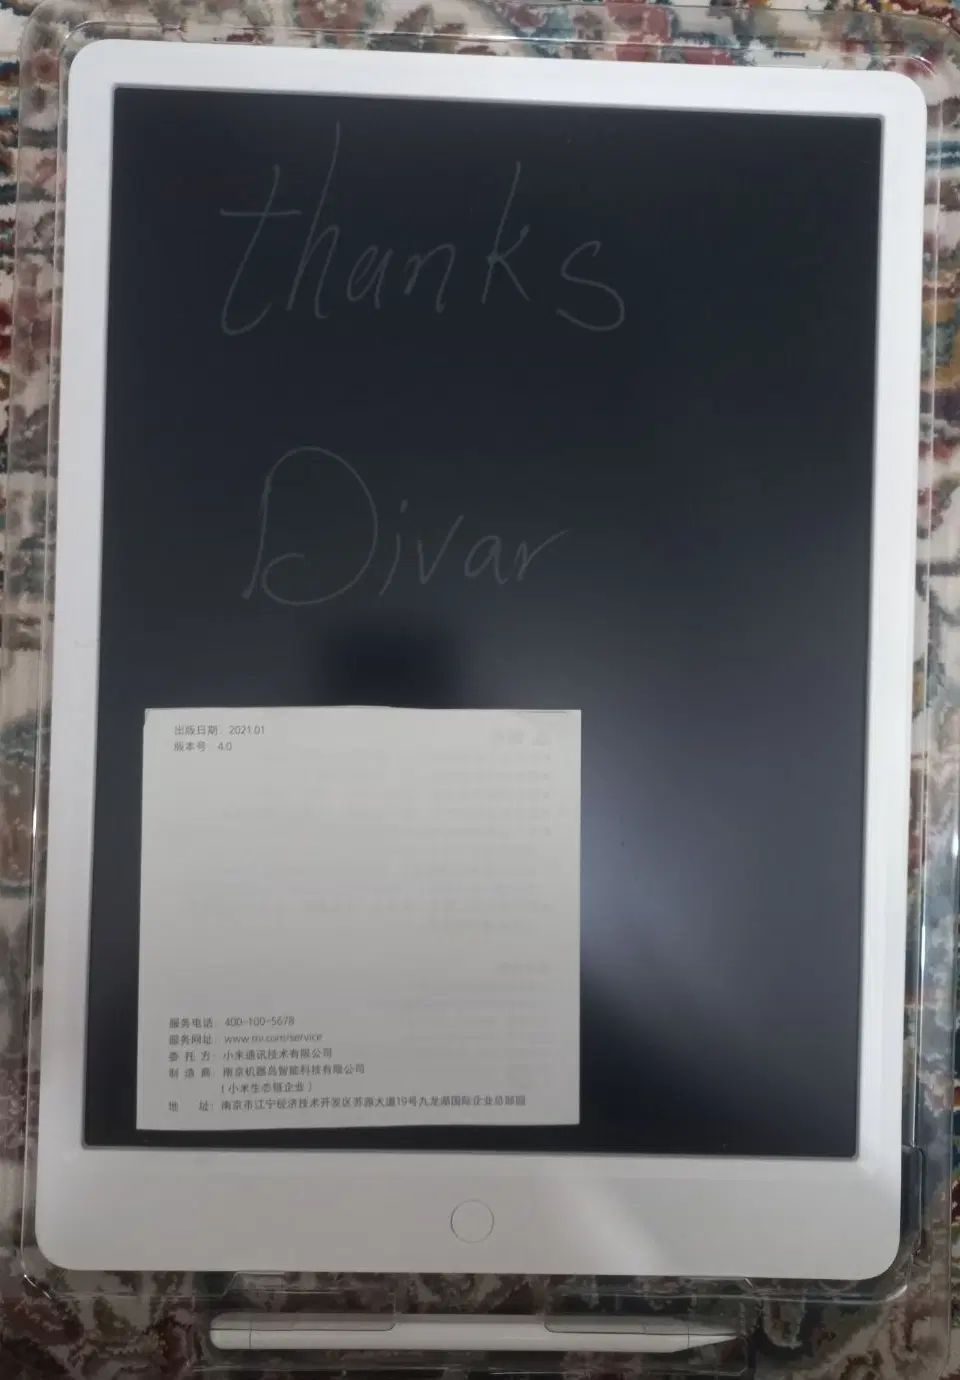 thanks
Divar
出版日期：2021.01
版本号：4.0
服务电话：400-100-5678
服务网址：www.mi.com/service
委托方：小米通讯技术有限公司
制造商：南京机器岛智能科技有限公司
（小米生态链企业）
地 址：南京市江宁经济技术开发区苏源大道19号九龙湖国际企业总部园